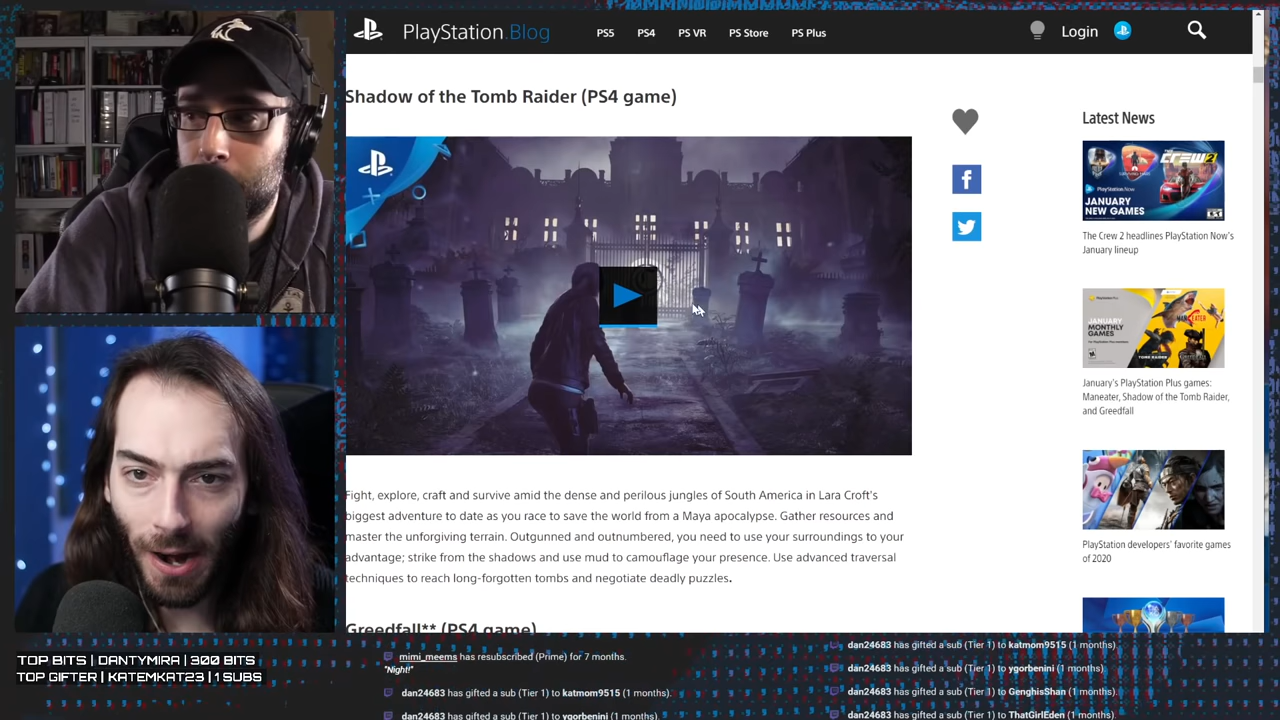 PlayStation.Blog
PS5
PS4
PS VR
PS Store
PS Plus
Login
Shadow of the Tomb Raider (PS4 game)
Fight, explore, craft and survive amid the dense and perilous jungles of South America in Lara Croft's
biggest adventure to date as you race to save the world from a Maya apocalypse. Gather resources and
master the unforgiving terrain. Outgunned and outnumbered, you need to use your surroundings to your
advantage; strike from the shadows and use mud to camouflage your presence. Use advanced traversal
techniques to reach long-forgotten tombs and negotiate deadly puzzles.
Greedfall** (PS4 game)
Latest News
THE CREW 2
PlayStation.Now
JANUARY
NEW GAMES
The Crew 2 headlines PlayStation Now's
January lineup
JANUARY
MONTHLY
GAMES
MANEATER
TOMB RAIDER
GREEDFALL
January's PlayStation Plus games:
Maneater, Shadow of the Tomb Raider,
and Greedfall
PlayStation developers' favorite games
of 2020
TOP BITS | DANTYMIRA | 300 BITS
TOP GIFTER | KATEMKAT23 | 1 SUBS
mimi_meems has resubscribed (Prime) for 7 months.
"Night!"
dan24683 has gifted a sub (Tier 1) to katmom9515 (1 months).
dan24683 has gifted a sub (Tier 1) to ygorbenini (1 months).
dan24683 has gifted a sub (Tier 1) to katmom9515 (1 months).
dan24683 has gifted a sub (Tier 1) to ygorbenini (1 months).
dan24683 has gifted a sub (Tier 1) to GenghisShan (1 months).
dan24683 has gifted a sub (Tier 1) to ThatGirlEden (1 months).